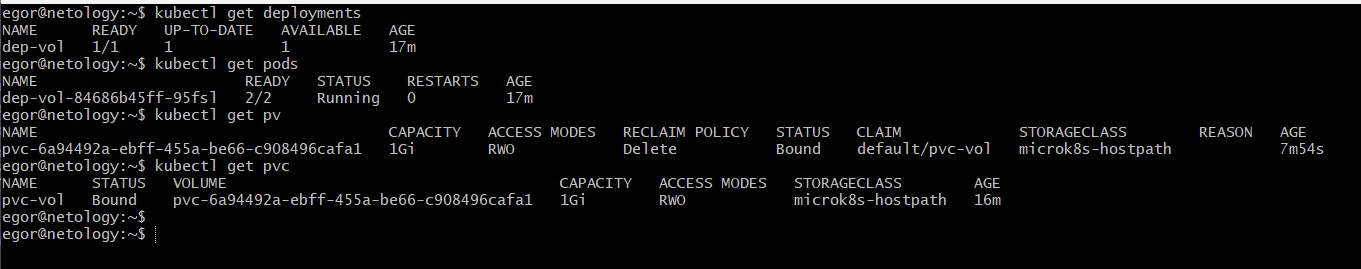 egor@netology:~$ kubectl get deployments
NAME READY UP-TO-DATE AVAILABLE AGE
dep-vol 1/1 1 1 17m
egor@netology:~$ kubectl get pods
NAME READY STATUS RESTARTS AGE
dep-vol-84686b45ff-95fsl 2/2 Running 0 17m
egor@netology:~$ kubectl get pv
NAME CAPACITY ACCESS MODES RECLAIM POLICY STATUS CLAIM STORAGECLASS REASON AGE
pvc-6a94492a-ebff-455a-be66-c908496cafa1 1Gi RWO Delete Bound default/pvc-vol microk8s-hostpath 7m54s
egor@netology:~$ kubectl get pvc
NAME STATUS VOLUME CAPACITY ACCESS MODES STORAGECLASS AGE
pvc-vol Bound pvc-6a94492a-ebff-455a-be66-c908496cafa1 1Gi RWO microk8s-hostpath 16m
egor@netology:~$
egor@netology:~$